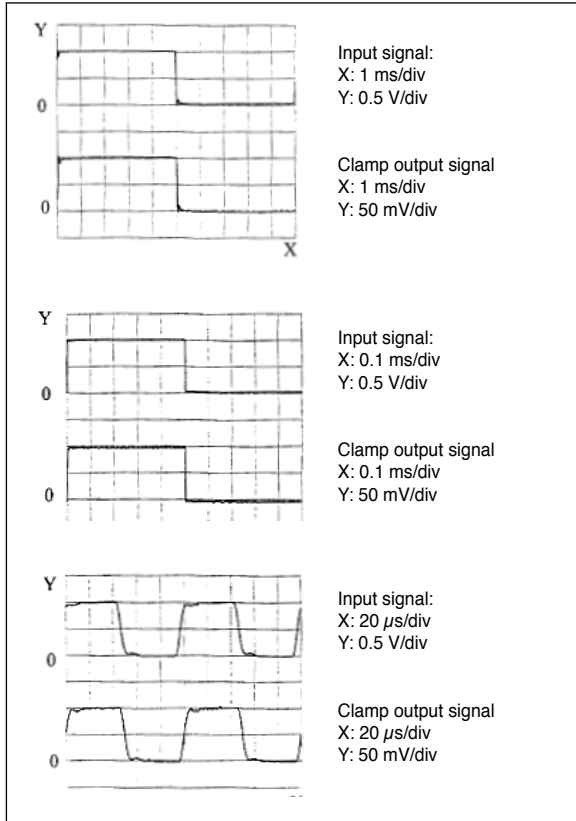 Y
Input signal:
X: 1 ms/div
Y: 0.5 V/div
0
Clamp output signal
X: 1 ms/div
Y: 50 mV/div
0
X
Y
Input signal:
X: 0.1 ms/div
Y: 0.5 V/div
0
Clamp output signal
X: 0.1 ms/div
Y: 50 mV/div
0
Y
Input signal:
X: 20 µs/div
Y: 0.5 V/div
0
Clamp output signal
X: 20 µs/div
Y: 50 mV/div
0